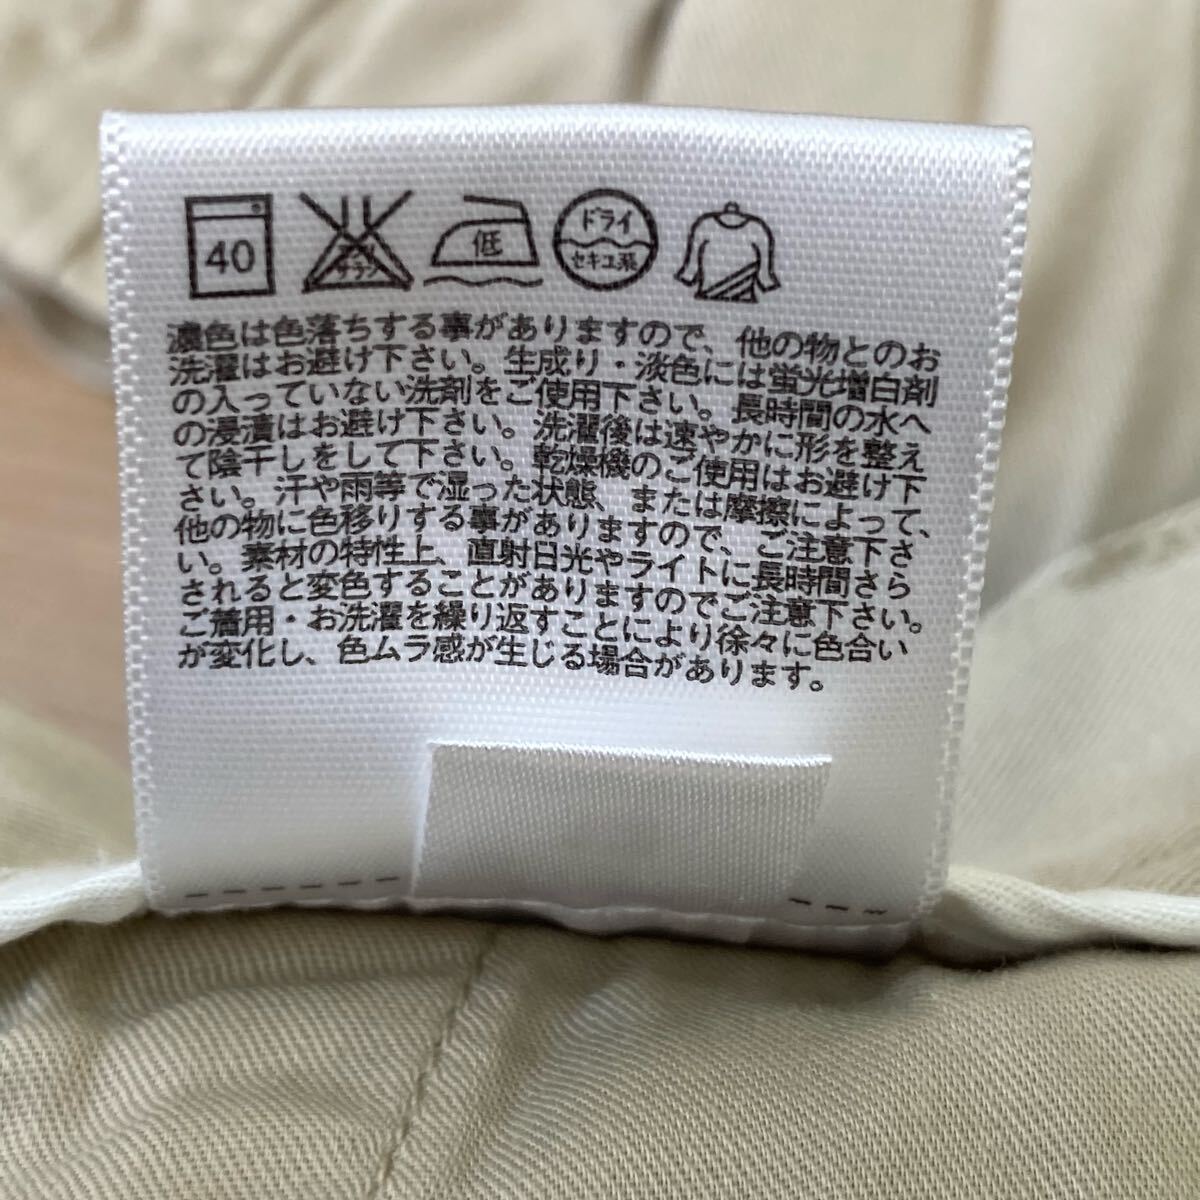 40
エンソ
サラシ
低
ドライ
セキユ系
濃色は色落ちする事がありますので、他の物とのお
洗濯はお避け下さい。生成り・淡色には蛍光増白剤
の入っていない洗剤をご使用下さい。長時間の水へ
の浸漬はお避け下さい。洗濯後は速やかに形を整え
て陰干しをして下さい。乾燥機のご使用はお避け下
さい。汗や雨等で湿った状態、または摩擦によって、
他の物に色移りする事がありますので、ご注意下さ
い。素材の特性上、直射日光やライトに長時間さら
されると変色することがありますのでご注意下さい。
ご着用・お洗濯を繰り返すことにより徐々に色合い
が変化し、色ムラ感が生じる場合があります。